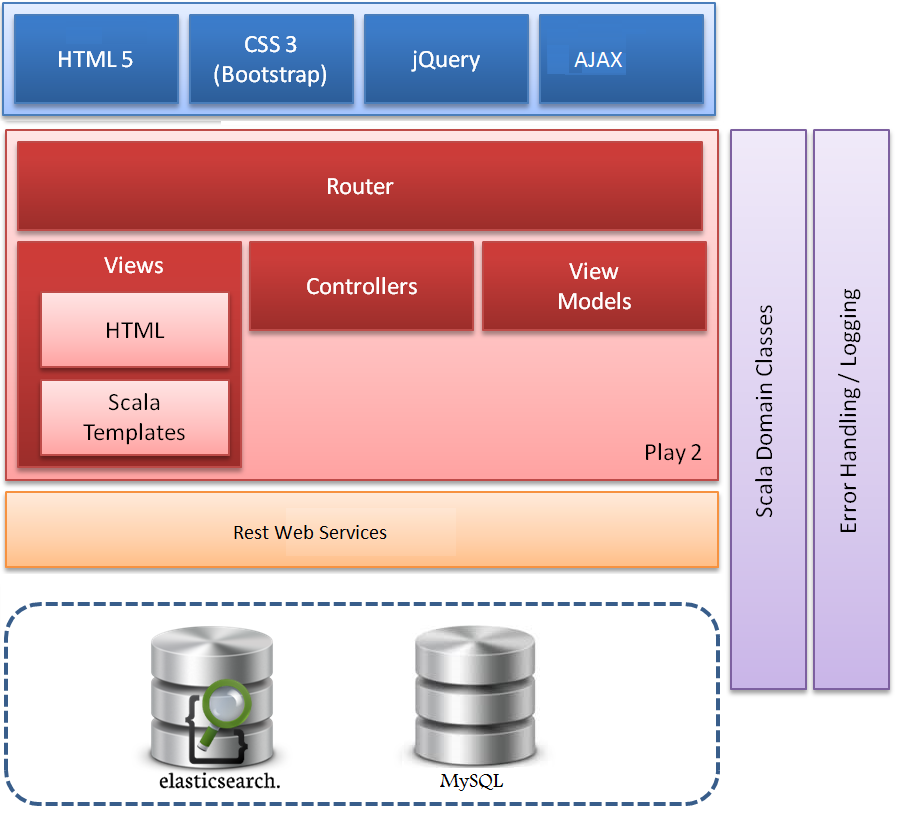 HTML 5
CSS 3
(Bootstrap)
jQuery
AJAX
Router
Views
HTML
Scala
Templates
Controllers
View
Models
Play 2
Scala Domain Classes
Error Handling / Logging
Rest Web Services
elasticsearch.
MySQL